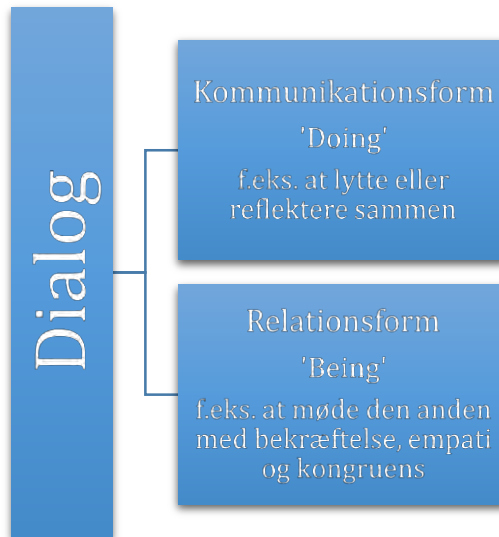 Dialog
Kommunikationsform
'Doing'
f.eks. at lytte eller
reflektere sammen
Relationsform
'Being'
f.eks. at møde den anden
med bekræftelse, empati
og kongruens